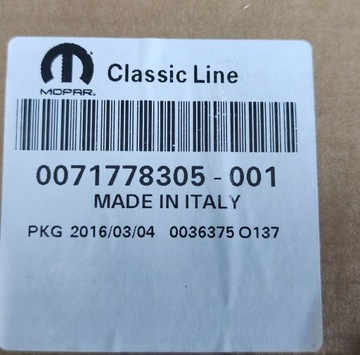 Classic Line
MOPAR.
0071778305 - 001
MADE IN ITALY
PKG 2016/03/04 0036375 O137